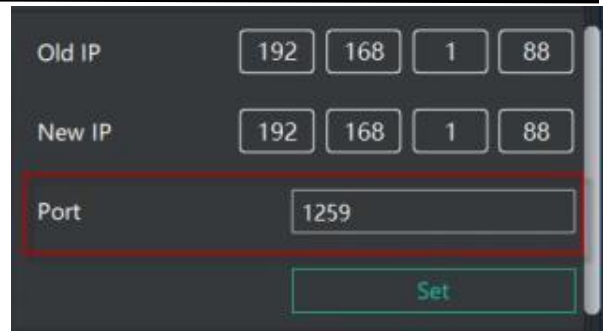 Old IP 192 168 1 88
New IP 192 168 1 88
Port 1259
Set